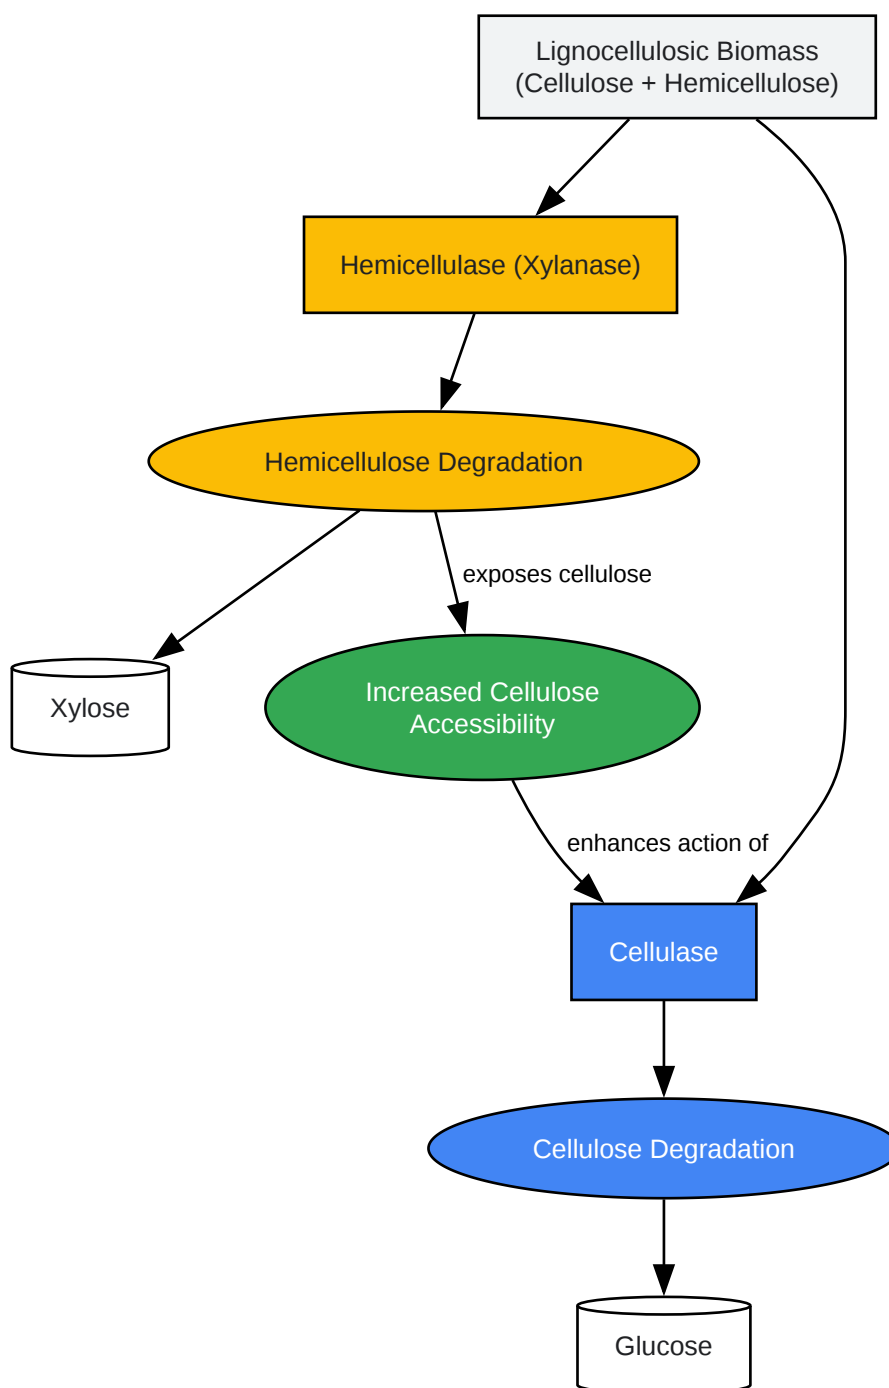 Lignocellulosic Biomass
(Cellulose + Hemicellulose)
Hemicellulase (Xylanase)
Hemicellulose Degradation
exposes cellulose
Xylose
Increased Cellulose
Accessibility
enhances action of
Cellulase
Cellulose Degradation
Glucose